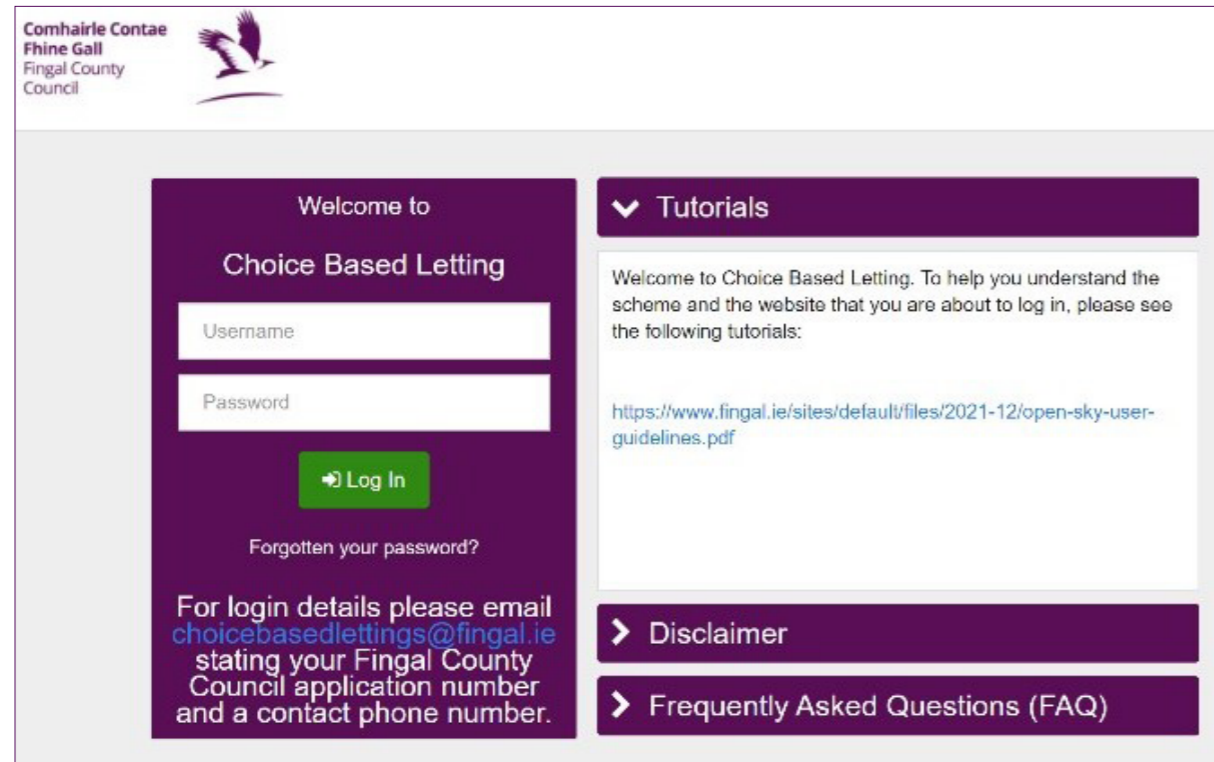 Comhairle Contae
Fhine Gall
Fingal County
Council
Welcome to
Choice Based Letting
Username
Password
Log In
Forgotten your password?
For login details please email
choicebasedlettings@fingal.ie
stating your Fingal County
Council application number
and a contact phone number.
Tutorials
Welcome to Choice Based Letting. To help you understand the
scheme and the website that you are about to log in, please see
the following tutorials:
https://www.fingal.ie/sites/default/files/2021-12/open-sky-user-
guidelines.pdf
Disclaimer
Frequently Asked Questions (FAQ)